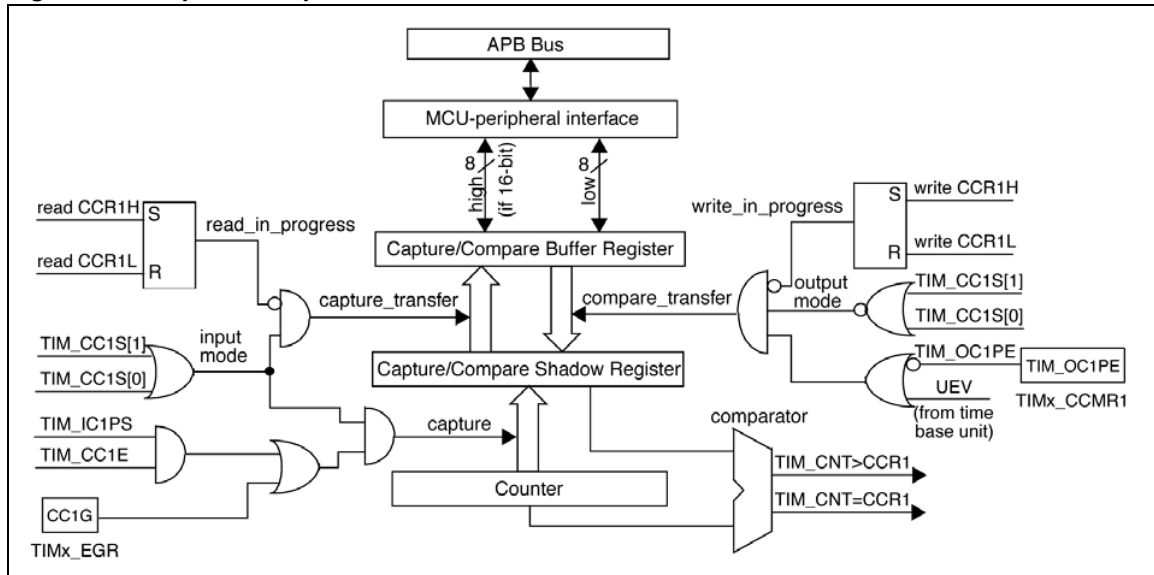 APB Bus
MCU-peripheral interface
8
high
(if 16-bit)
8
low
read CCR1H
S
read_in_progress
read CCR1L
R
write_in_progress
S
write CCR1H
R
write CCR1L
Capture/Compare Buffer Register
capture_transfer
compare_transfer
output
mode
TIM_CC1S[1]
TIM_CC1S[0]
TIM_CC1S[1]
TIM_CC1S[0]
input
mode
Capture/Compare Shadow Register
TIM_OC1PE
TIM_OC1PE
UEV
(from time
base unit)
TIMx_CCMR1
TIM_IC1PS
TIM_CC1E
capture
comparator
Counter
TIM_CNT>CCR1
TIM_CNT=CCR1
CC1G
TIMx_EGR